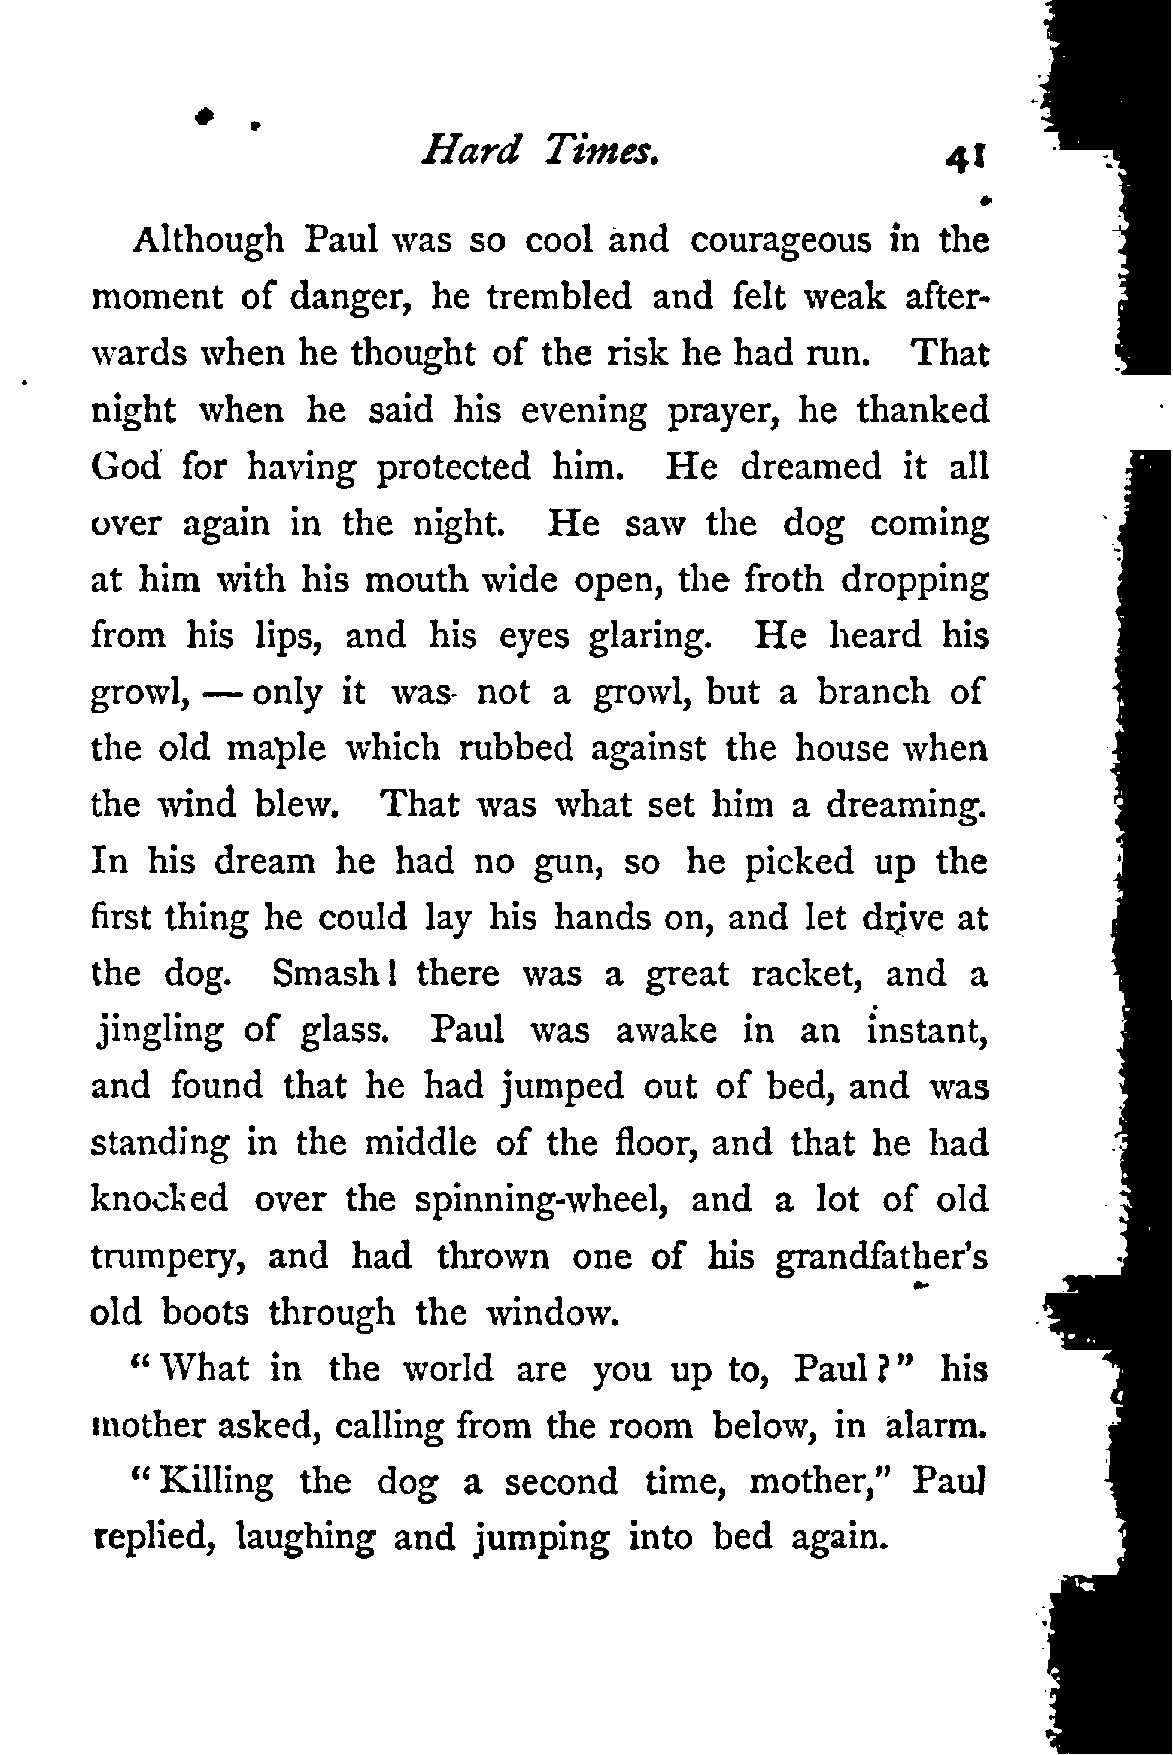 Hard Times. 41
Although Paul was so cool and courageous in the
moment of danger, he trembled and felt weak after-
wards when he thought of the risk he had run. That
night when he said his evening prayer, he thanked
God for having protected him. He dreamed it all
over again in the night. He saw the dog coming
at him with his mouth wide open, the froth dropping
from his lips, and his eyes glaring. He heard his
growl, — only it was not a growl, but a branch of
the old maple which rubbed against the house when
the wind blew. That was what set him a dreaming.
In his dream he had no gun, so he picked up the
first thing he could lay his hands on, and let drive at
the dog. Smash! there was a great racket, and a
jingling of glass. Paul was awake in an instant,
and found that he had jumped out of bed, and was
standing in the middle of the floor, and that he had
knocked over the spinning-wheel, and a lot of old
trumpery, and had thrown one of his grandfather's
old boots through the window.
"What in the world are you up to, Paul?" his
mother asked, calling from the room below, in alarm.
"Killing the dog a second time, mother," Paul
replied, laughing and jumping into bed again.